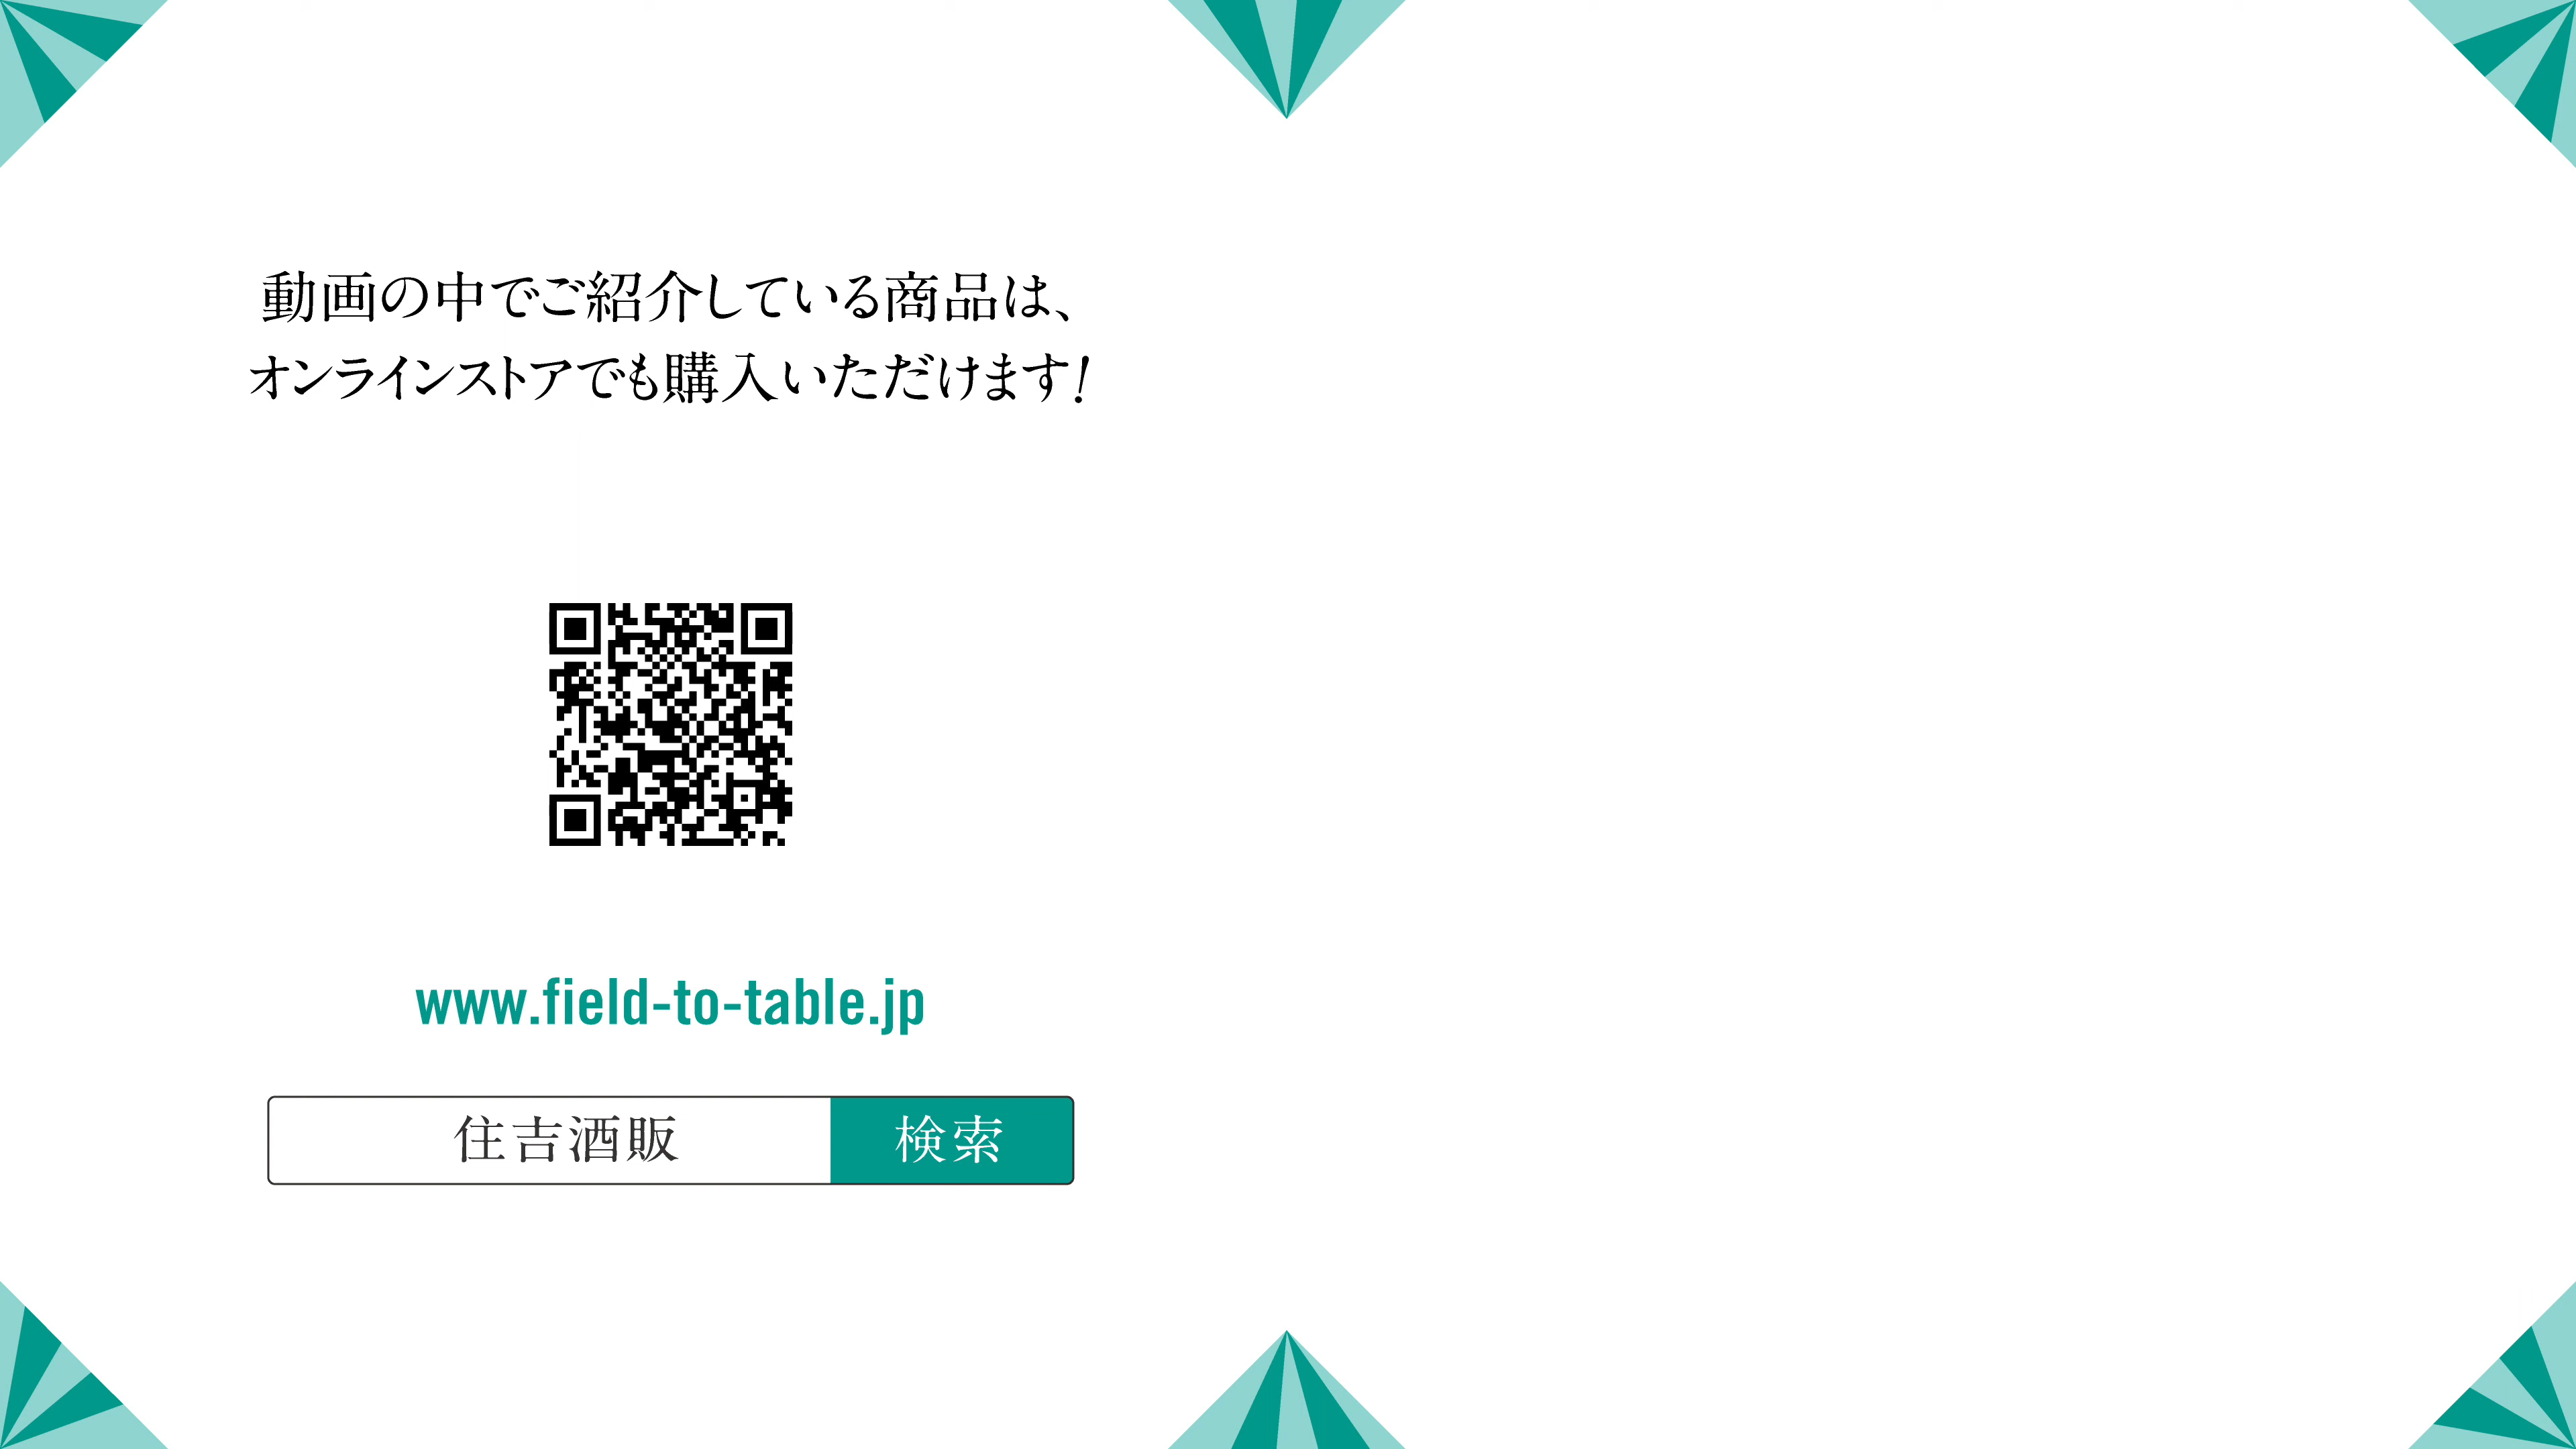 動画の中でご紹介している商品は、
オンラインストアでも購入いただけます!
www.field-to-table.jp
住吉酒販
検索